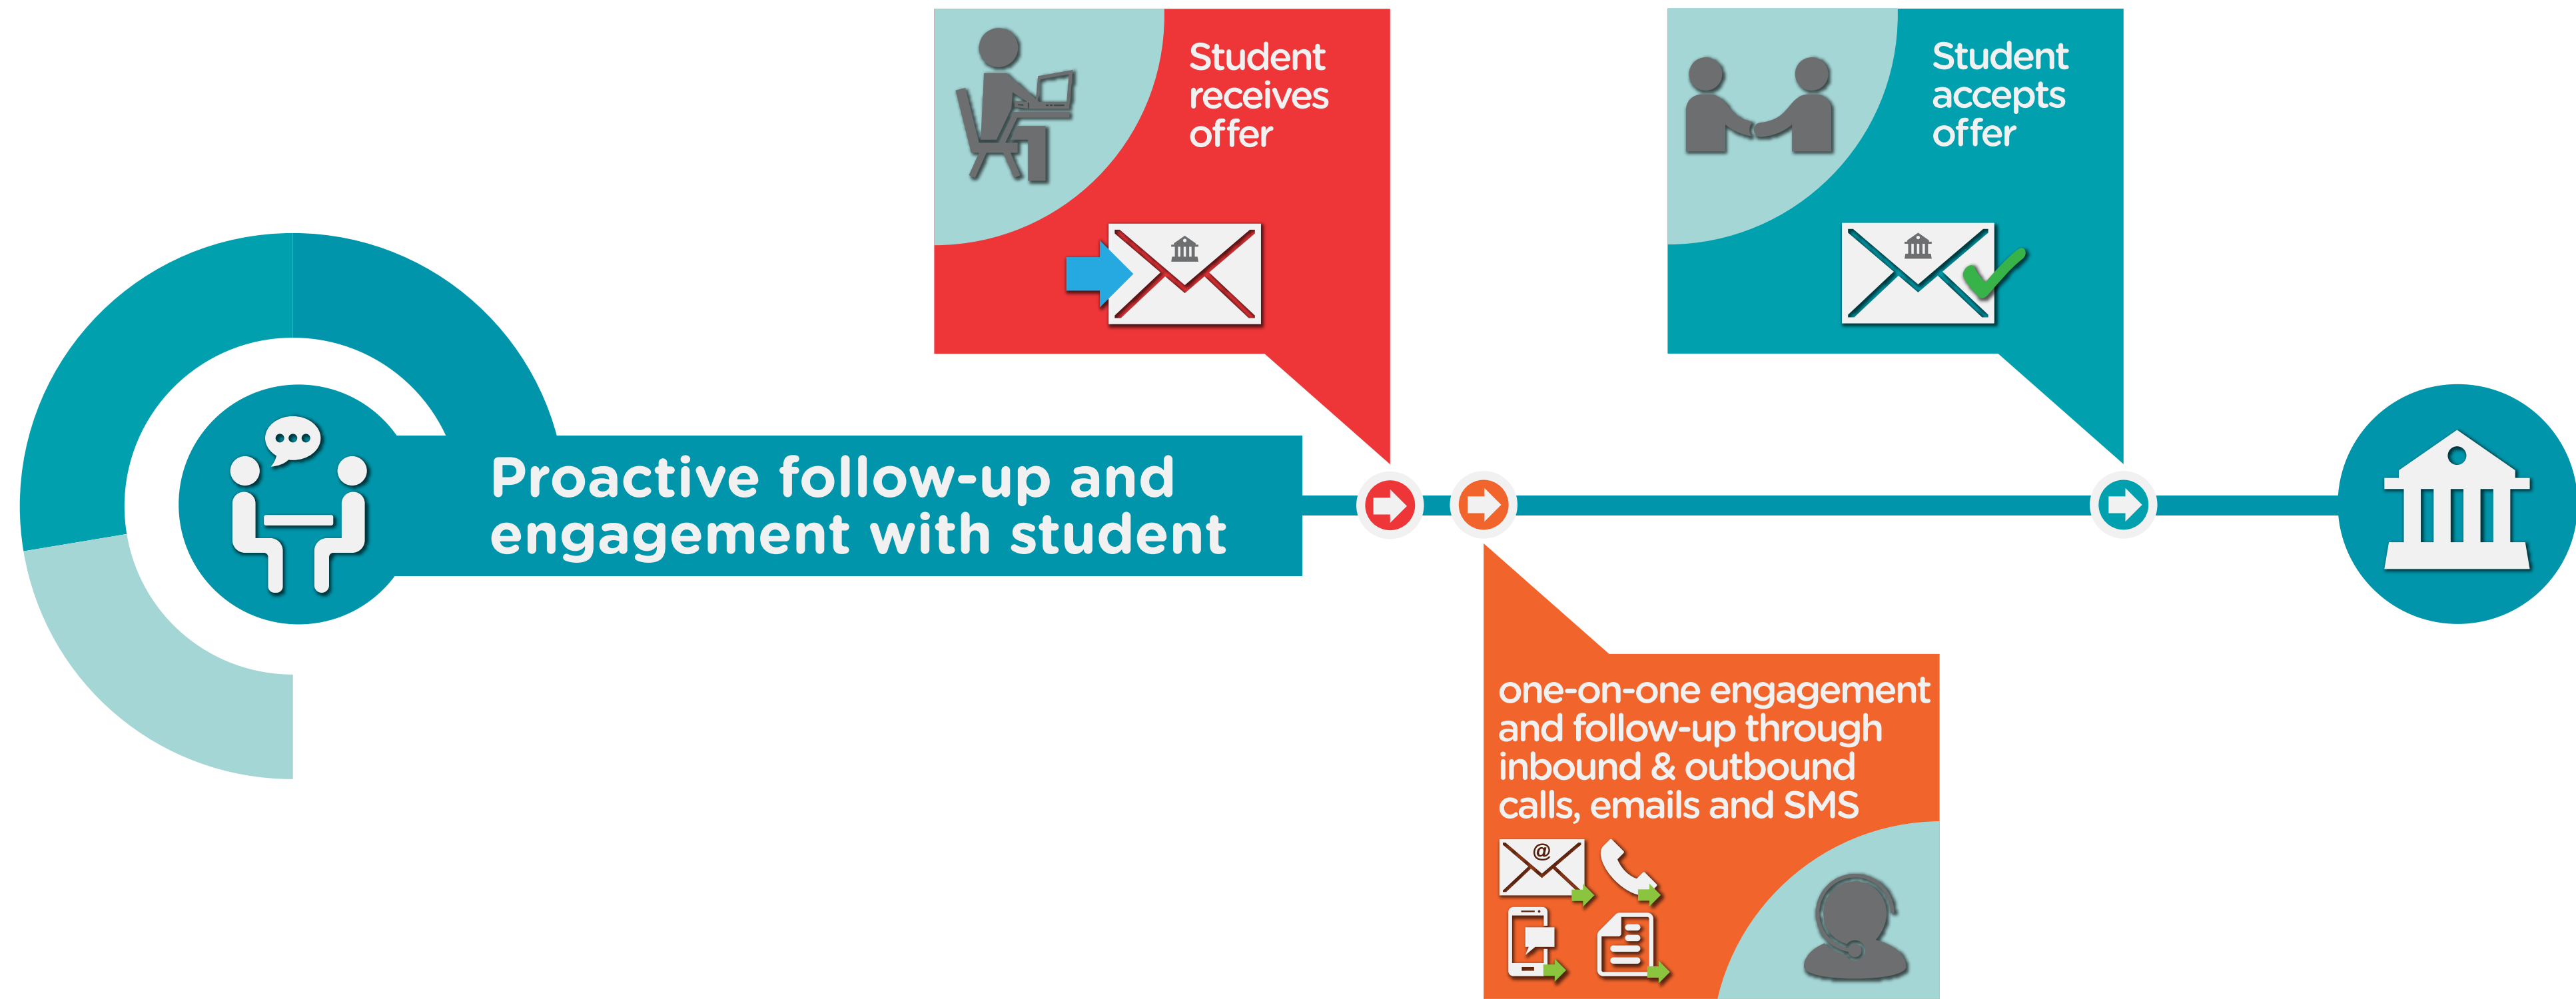 Student
receives
offer
Student
accepts
offer
Proactive follow-up and
engagement with student
one-on-one engagement
and follow-up through
inbound & outbound
calls, emails and SMS
@